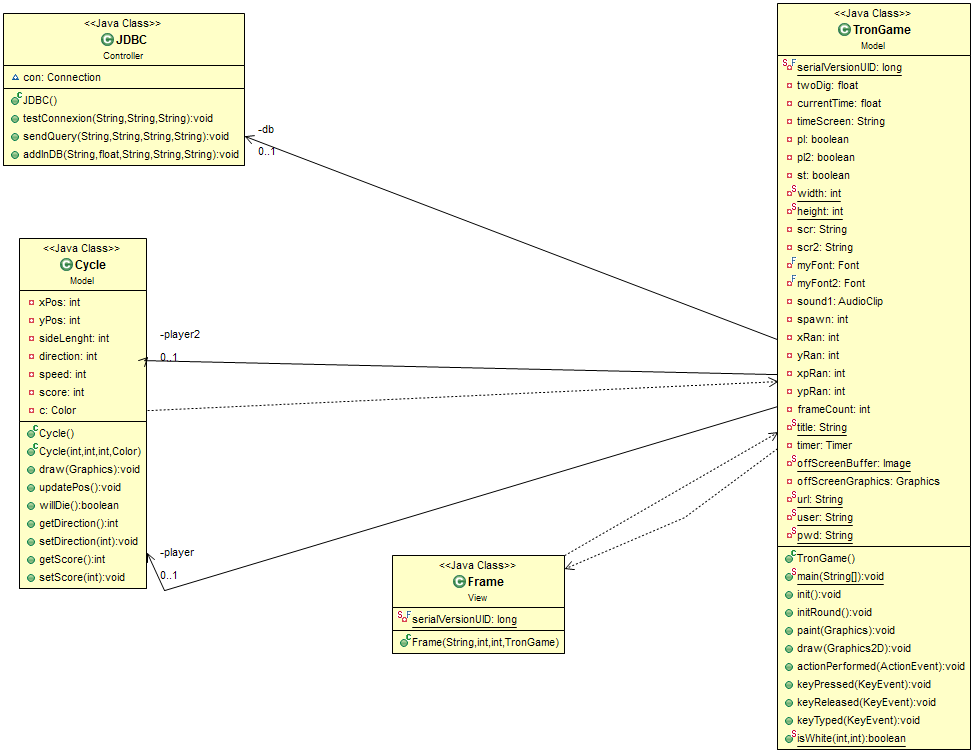 <<Java Class>>
JDBC
Controller
con: Connection
JDBC()
testConnexion(String,String,String):void
sendQuery(String,String,String,String):void
addInDB(String,float,String,String,String):void
-db
0..1
<<Java Class>>
Cycle
Model
xPos: int
yPos: int
sideLenght: int
direction: int
speed: int
score: int
c: Color
Cycle()
Cycle(int,int,int,Color)
draw(Graphics):void
updatePos():void
willDie():boolean
getDirection():int
setDirection(int):void
getScore():int
setScore(int):void
-player2
0..1
-player
0..1
<<Java Class>>
Frame
View
serialVersionUID: long
Frame(String,int,int,TronGame)
<<Java Class>>
TronGame
Model
serialVersionUID: long
twoDig: float
currentTime: float
timeScreen: String
pl: boolean
pl2: boolean
st: boolean
width: int
height: int
scr: String
scr2: String
myFont: Font
myFont2: Font
sound1: AudioClip
spawn: int
xRan: int
yRan: int
xpRan: int
ypRan: int
frameCount: int
title: String
timer: Timer
offScreenBuffer: Image
offScreenGraphics: Graphics
url: String
user: String
pwd: String
TronGame()
main(String[]):void
init():void
initRound():void
paint(Graphics):void
draw(Graphics2D):void
actionPerformed(ActionEvent):void
keyPressed(KeyEvent):void
keyReleased(KeyEvent):void
keyTyped(KeyEvent):void
isWhite(int,int):boolean